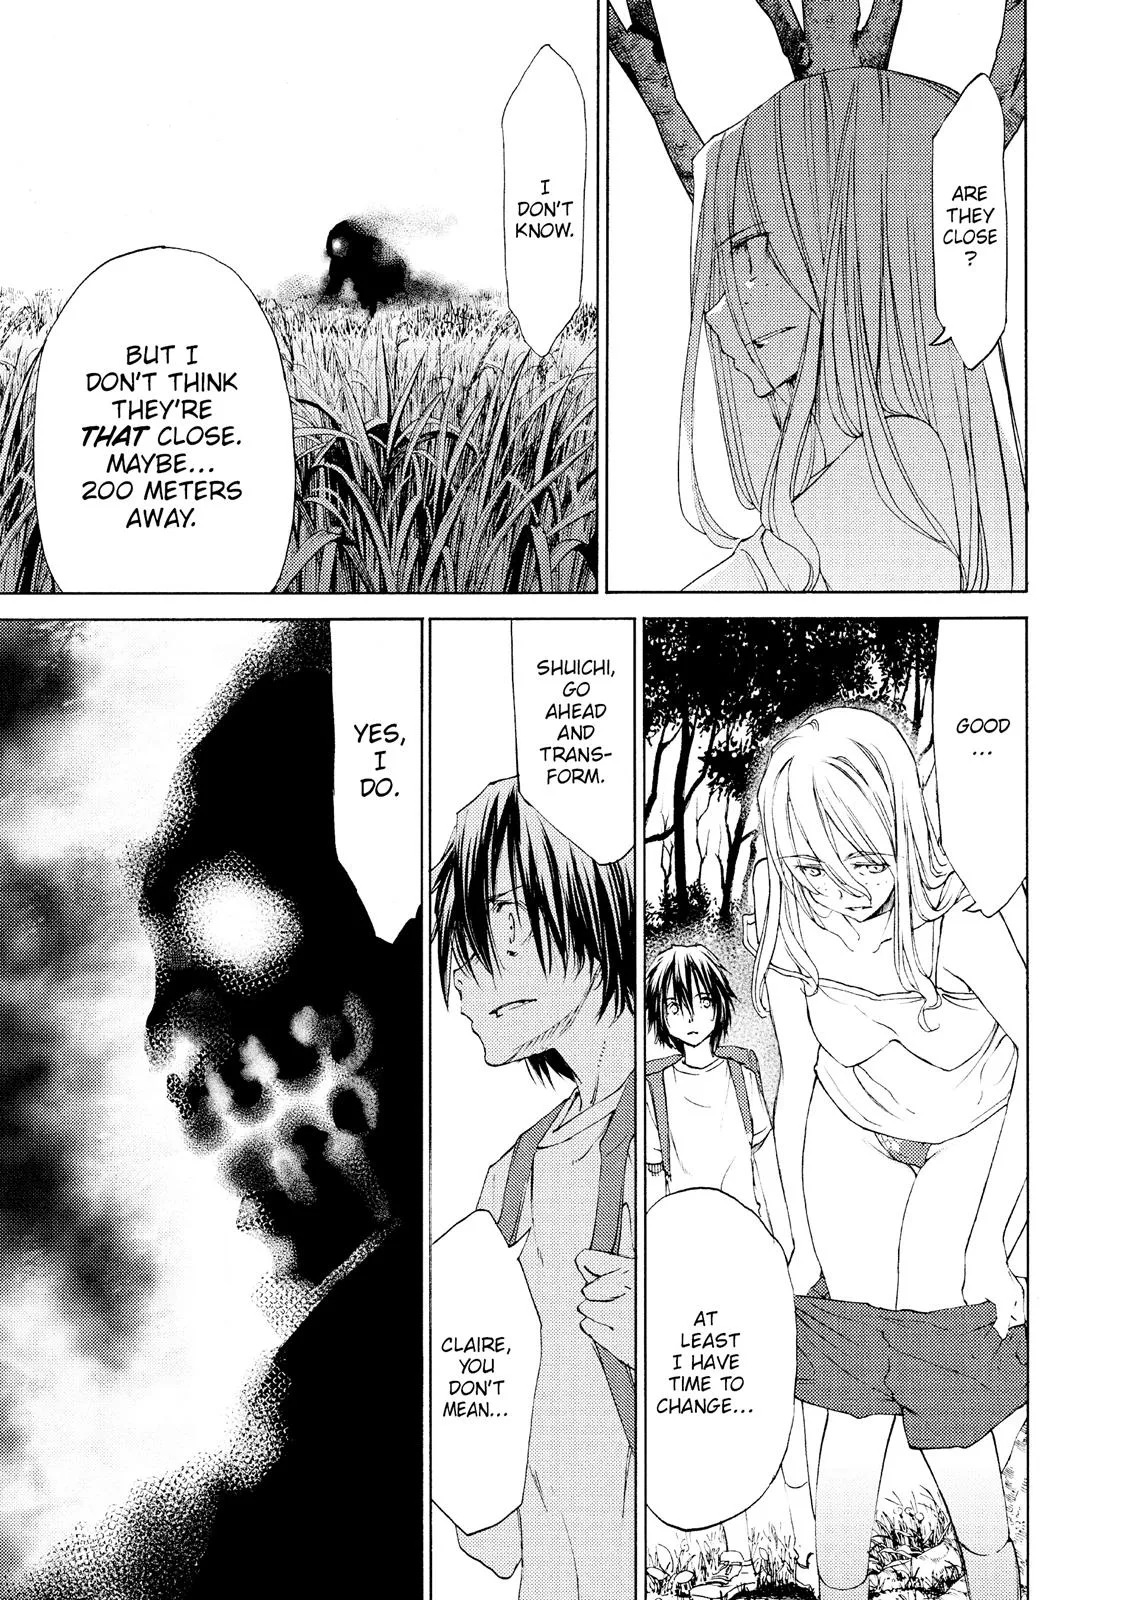 ARE
THEY
CLOSE
?
I
DON'T
KNOW.
BUT I
DON'T THINK
THEY'RE
THAT CLOSE.
MAYBE...
200 METERS
AWAY.
GOOD
...
AT
LEAST
I HAVE
TIME TO
CHANGE...
SHUICHI,
GO
AHEAD
AND
TRANS-
FORM.
CLAIRE,
YOU
DON'T
MEAN...
YES,
I
DO.